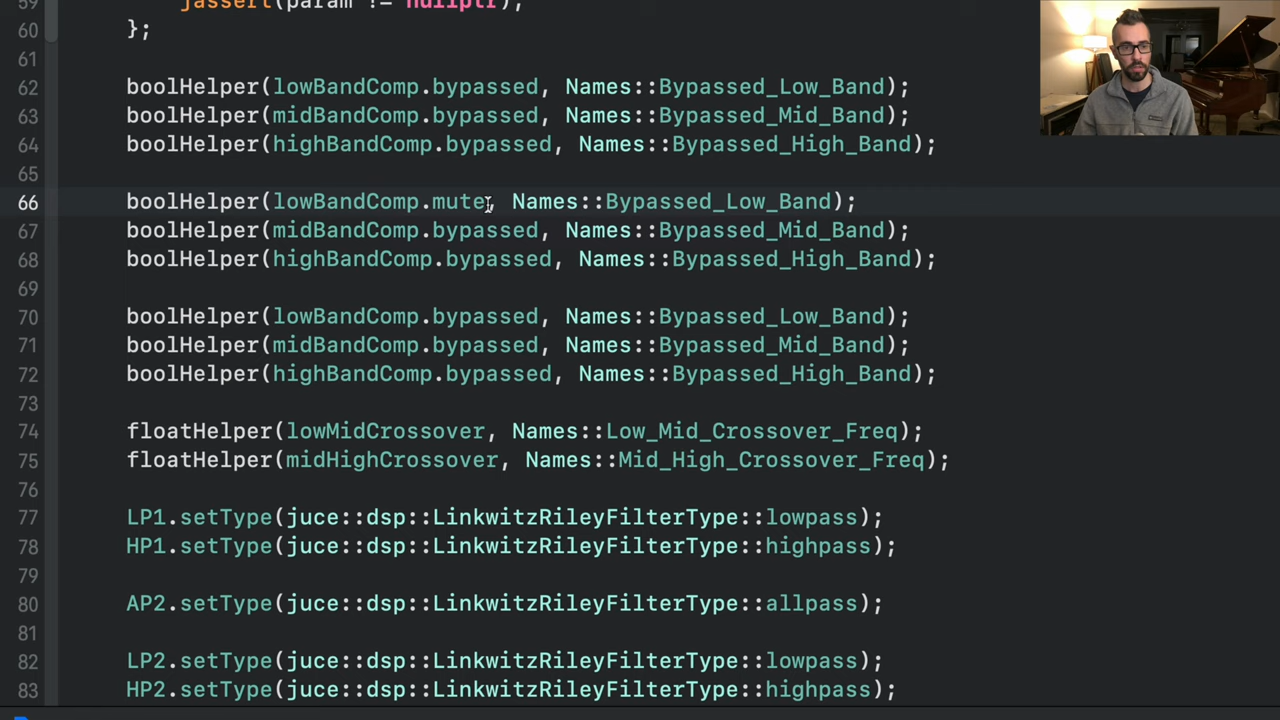 59 jassert(param != nullptr);
60 };
61
62 boolHelper(lowBandComp.bypassed, Names::Bypassed_Low_Band);
63 boolHelper(midBandComp.bypassed, Names::Bypassed_Mid_Band);
64 boolHelper(highBandComp.bypassed, Names::Bypassed_High_Band);
65
66 boolHelper(lowBandComp.mute, Names::Bypassed_Low_Band);
67 boolHelper(midBandComp.bypassed, Names::Bypassed_Mid_Band);
68 boolHelper(highBandComp.bypassed, Names::Bypassed_High_Band);
69
70 boolHelper(lowBandComp.bypassed, Names::Bypassed_Low_Band);
71 boolHelper(midBandComp.bypassed, Names::Bypassed_Mid_Band);
72 boolHelper(highBandComp.bypassed, Names::Bypassed_High_Band);
73
74 floatHelper(lowMidCrossover, Names::Low_Mid_Crossover_Freq);
75 floatHelper(midHighCrossover, Names::Mid_High_Crossover_Freq);
76
77 LP1.setType(juce::dsp::LinkwitzRileyFilterType::lowpass);
78 HP1.setType(juce::dsp::LinkwitzRileyFilterType::highpass);
79
80 AP2.setType(juce::dsp::LinkwitzRileyFilterType::allpass);
81
82 LP2.setType(juce::dsp::LinkwitzRileyFilterType::lowpass);
83 HP2.setType(juce::dsp::LinkwitzRileyFilterType::highpass);